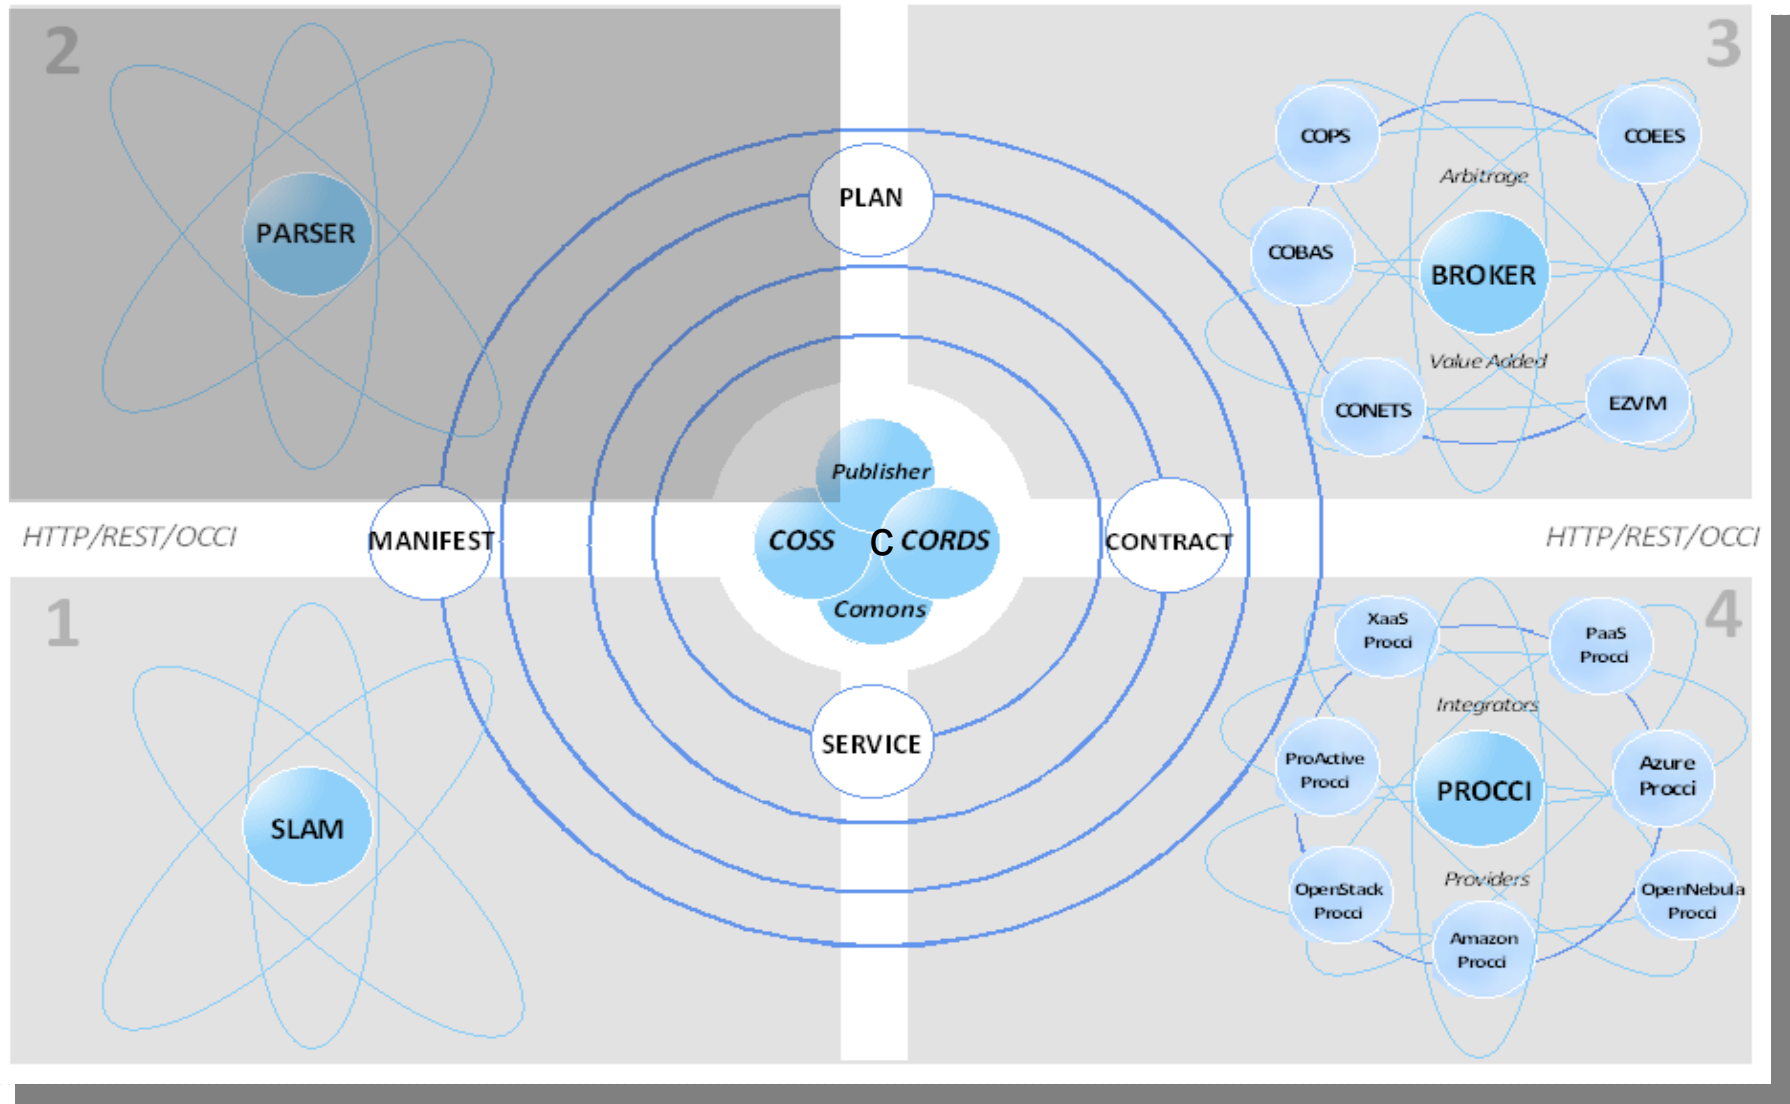 2
PARSER
PLAN
3
COPS
COEES
Arbitrage
COBAS
BROKER
Value Added
CONETS
EZVM
HTTP/REST/OCCI
MANIFEST
Publisher
COSS
C
CORDS
Comons
CONTRACT
HTTP/REST/OCCI
1
SLAM
SERVICE
4
XaaS
Procci
PaaS
Procci
Integrators
ProActive
Procci
PROCCI
Azure
Procci
Providers
OpenStack
Procci
OpenNebula
Procci
Amazon
Procci